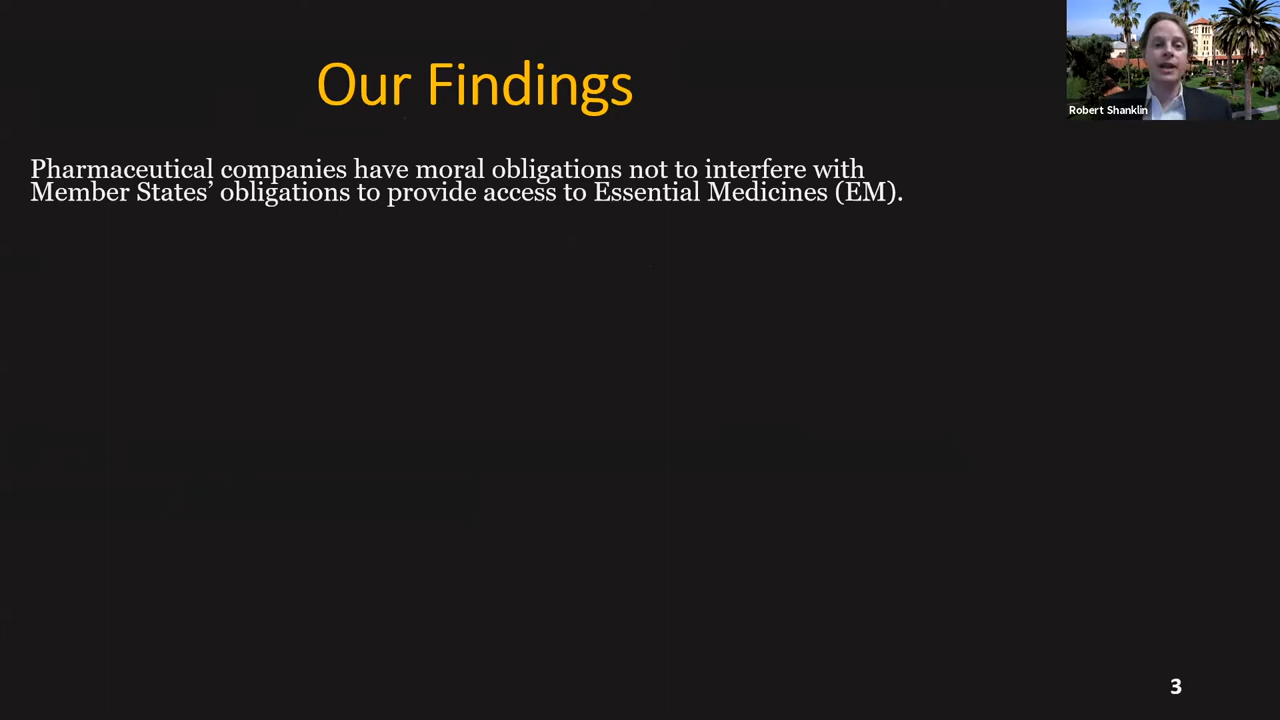 Our Findings
Robert Shanklin
Pharmaceutical companies have moral obligations not to interfere with
Member States’ obligations to provide access to Essential Medicines (EM).
3